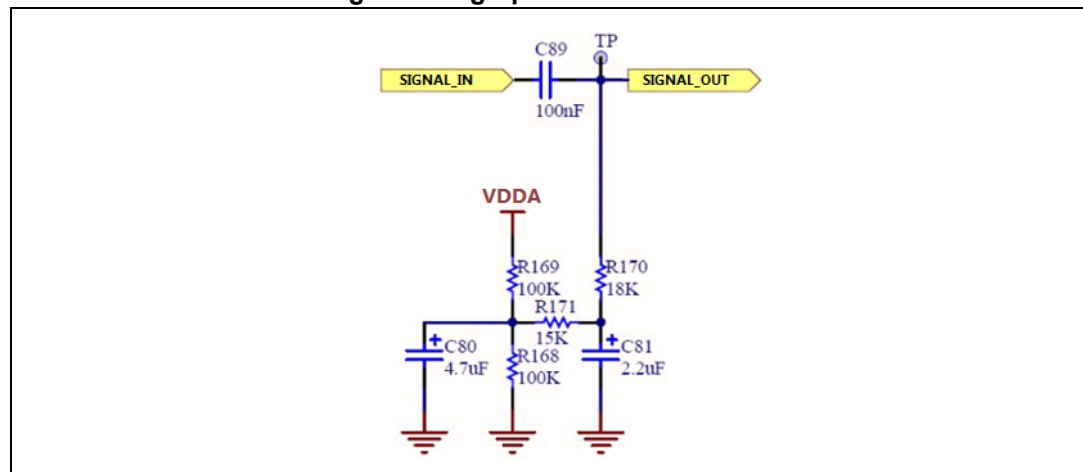 C89
TP
SIGNAL_IN
SIGNAL_OUT
100nF
VDDA
R169
100K
R170
18K
R171
15K
C80
4.7uF
R168
100K
C81
2.2uF